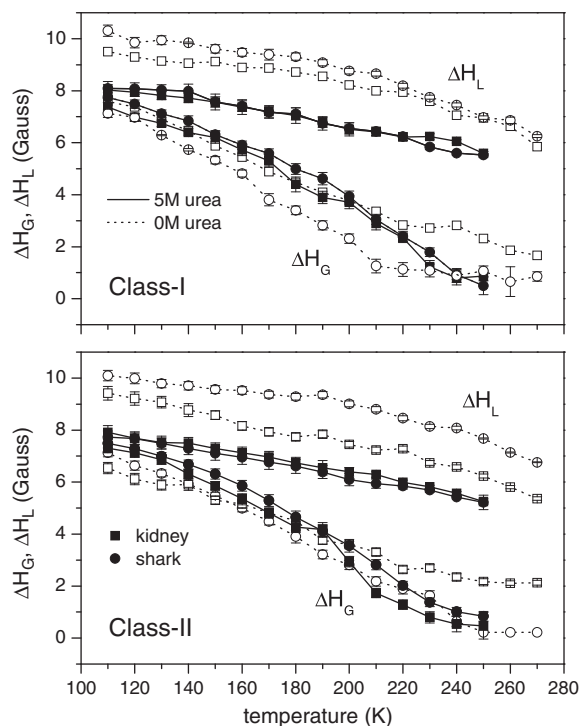 12
10
8
6
4
2
0
ΔH_G, ΔH_L (Gauss)
ΔH_L
5M urea
0M urea
ΔH_G
Class-I
12
10
8
6
4
2
0
ΔH_G, ΔH_L (Gauss)
ΔH_L
kidney
shark
ΔH_G
Class-II
100 120 140 160 180 200 220 240 260 280
temperature (K)